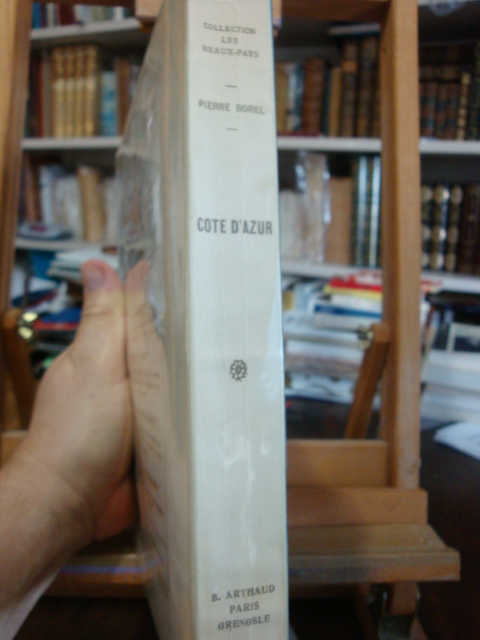 COLLECTION
LES
BEAUX-PAYS
PIERRE BOREL
COTE D'AZUR
B. ARTHAUD
PARIS
GRENOBLE